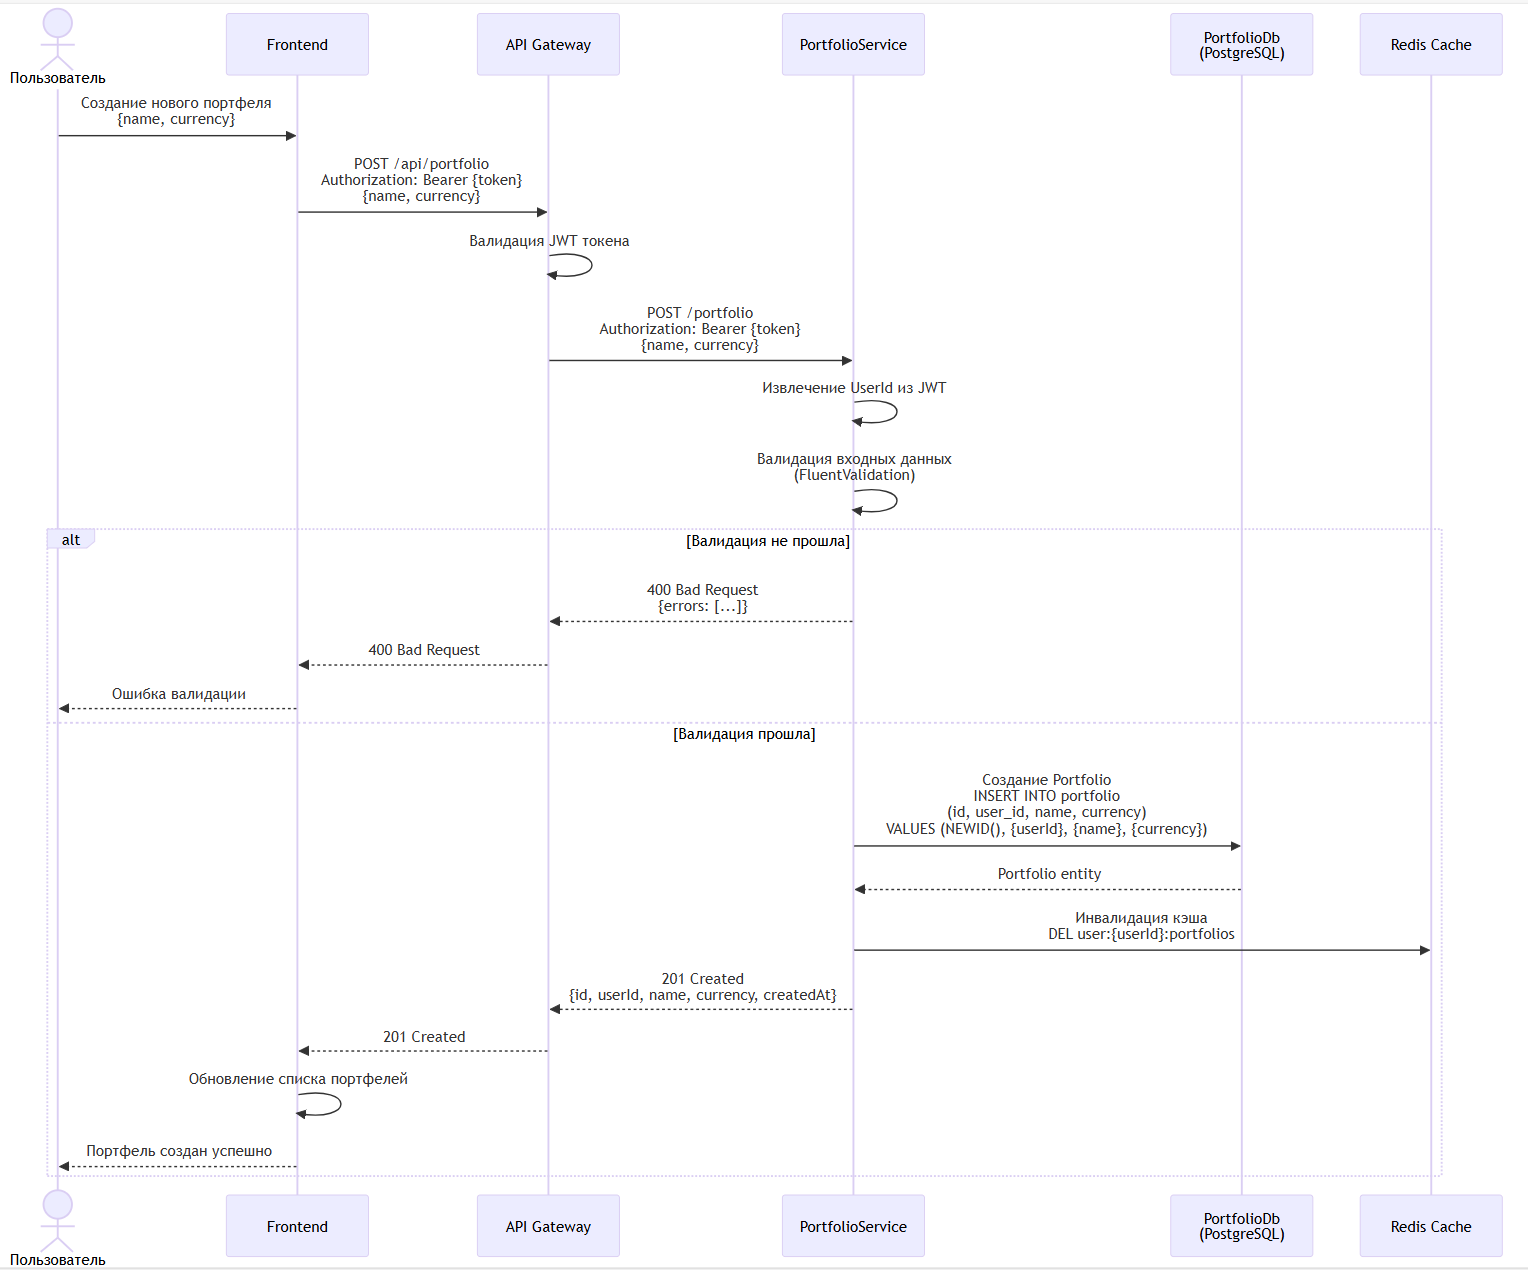 Пользователь
Frontend
API Gateway
PortfolioService
PortfolioDb
(PostgreSQL)
Redis Cache
Создание нового портфеля
{name, currency}
POST /api/portfolio
Authorization: Bearer {token}
{name, currency}
Валидация JWT токена
POST /portfolio
Authorization: Bearer {token}
{name, currency}
Извлечение UserId из JWT
Валидация входных данных
(FluentValidation)
alt
[Валидация не прошла]
400 Bad Request
{errors: [...]}
400 Bad Request
Ошибка валидации
[Валидация прошла]
Создание Portfolio
INSERT INTO portfolio
(id, user_id, name, currency)
VALUES (NEWID(), {userId}, {name}, {currency})
Portfolio entity
Инвалидация кэша
DEL user:{userId}:portfolios
201 Created
{id, userId, name, currency, createdAt}
201 Created
Обновление списка портфелей
Портфель создан успешно
Пользователь
Frontend
API Gateway
PortfolioService
PortfolioDb
(PostgreSQL)
Redis Cache